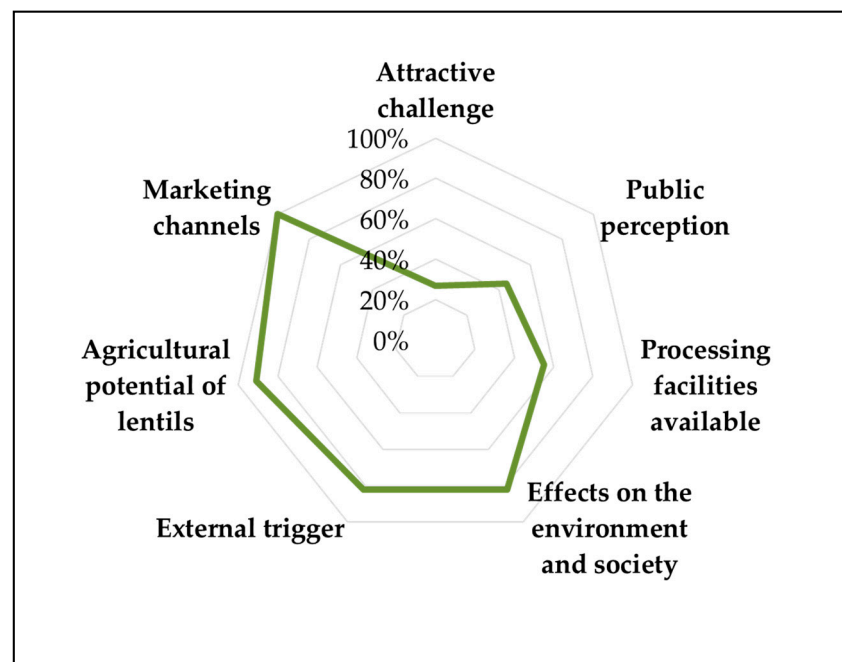 Attractive
challenge
100%
80%
60%
40%
20%
0%
Public
perception
Processing
facilities
available
Effects on the
environment
and society
External trigger
Agricultural
potential of
lentils
Marketing
channels